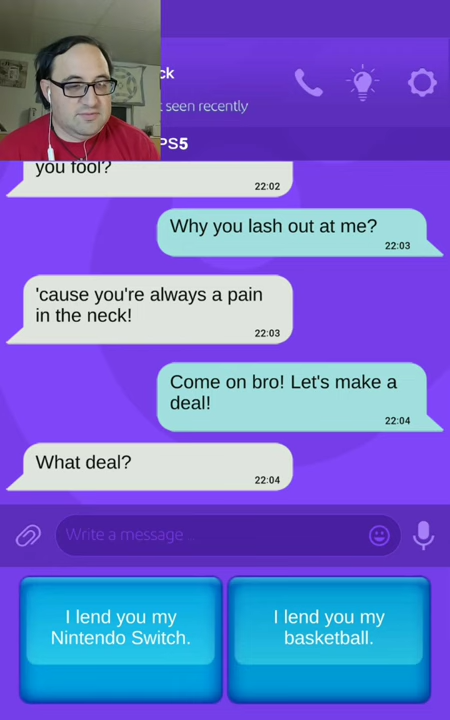 ck
t seen recently
PS5
you fool?
22:02
Why you lash out at me?
22:03
'cause you're always a pain
in the neck!
22:03
Come on bro! Let's make a
deal!
22:04
What deal?
22:04
Write a message ...
I lend you my
Nintendo Switch.
I lend you my
basketball.